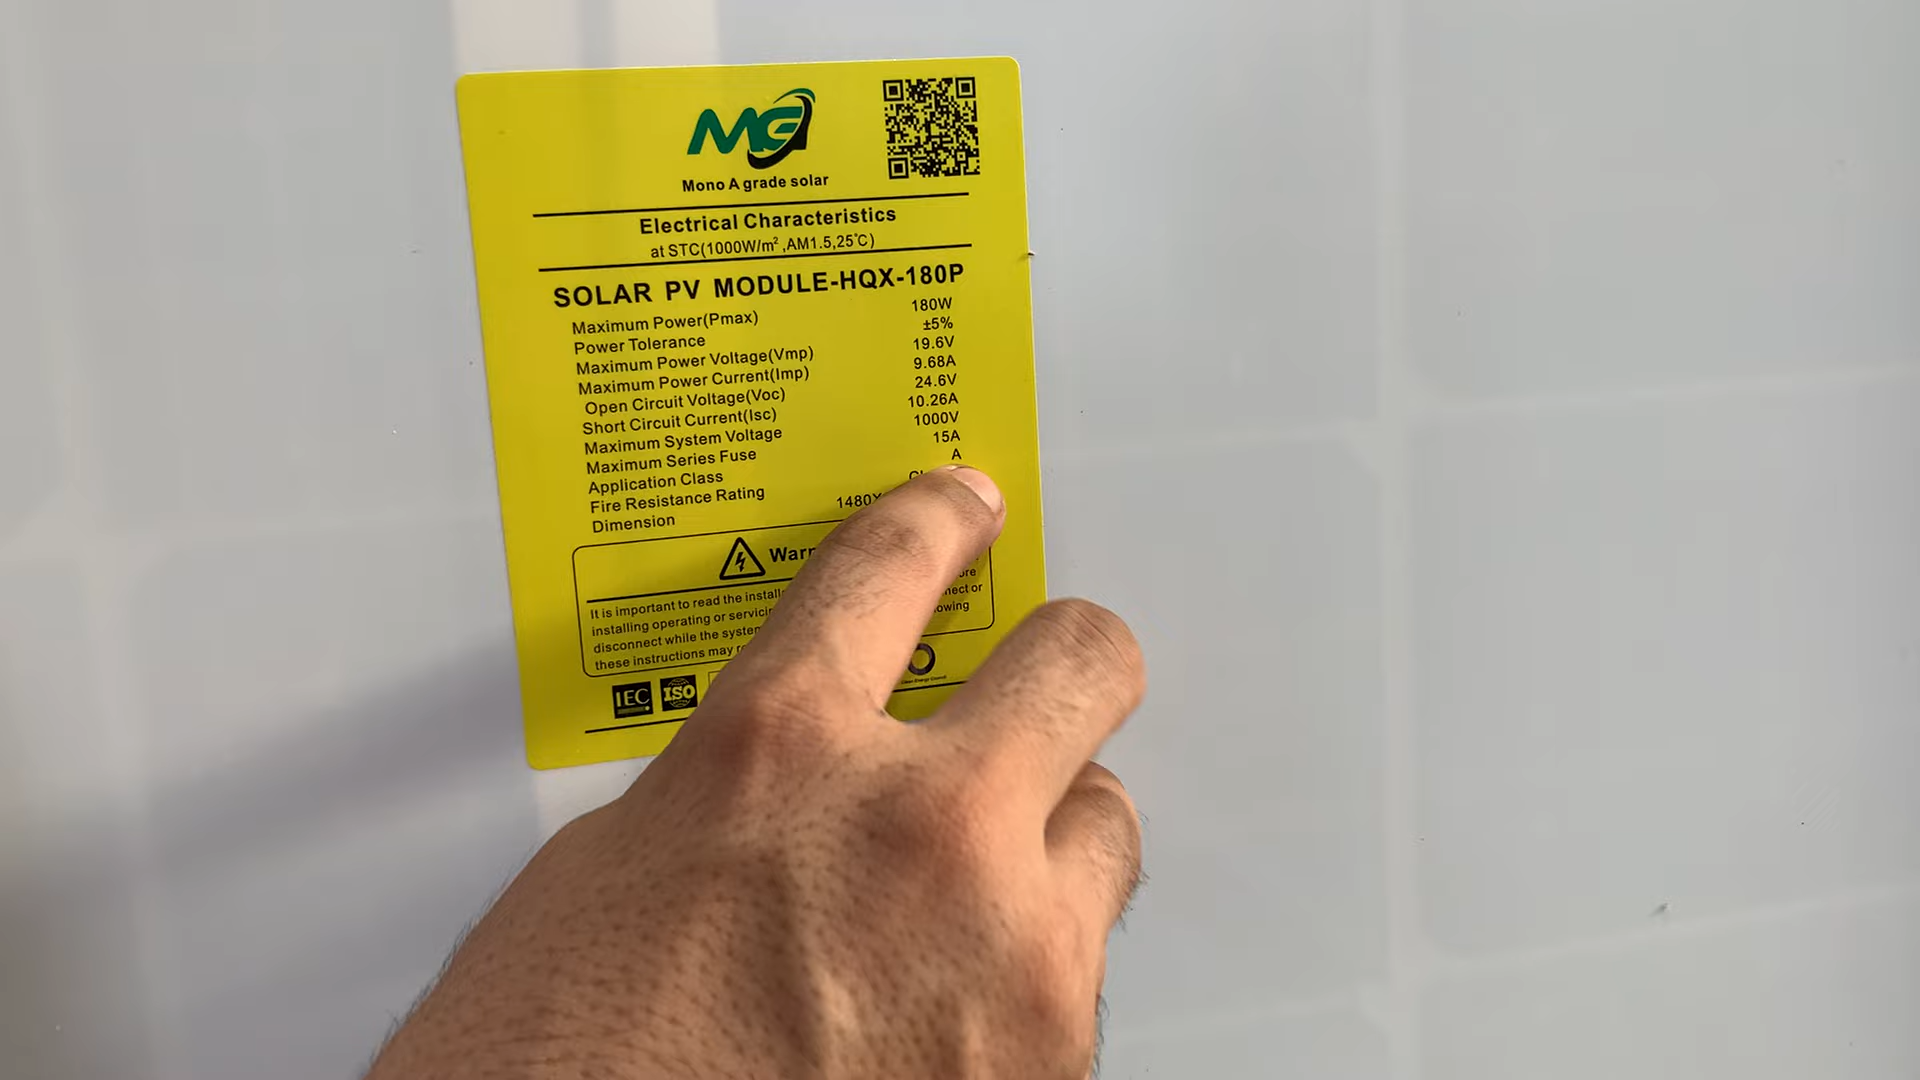 MG
Mono A grade solar
Electrical Characteristics
at STC(1000W/m²,AM1.5,25℃)
SOLAR PV MODULE-HQX-180P
Maximum Power(Pmax) 180W
Power Tolerance ±5%
Maximum Power Voltage(Vmp) 19.6V
Maximum Power Current(Imp) 9.68A
Open Circuit Voltage(Voc) 24.6V
Short Circuit Current(Isc) 10.26A
Maximum System Voltage 1000V
Maximum Series Fuse 15A
Application Class A
Fire Resistance Rating
Dimension 1480X
It is important to read the
installing operating or
disconnect while the
these instructions may
IEC ISO
Clean Energy Council